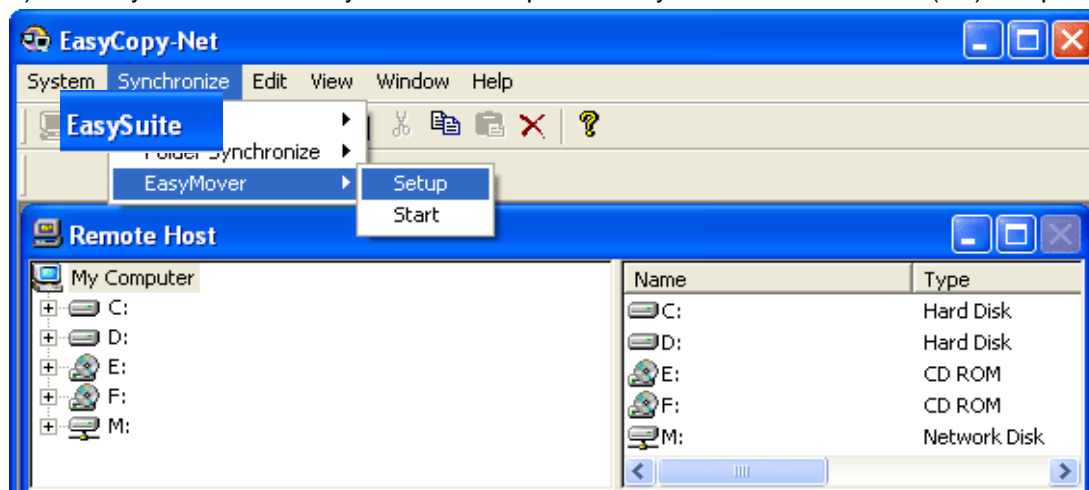 EasyCopy-Net
System Synchronize Edit View Window Help
EasySuite
Folder Synchronize
EasyMover
Setup
Start
Remote Host
My Computer
Name Type
C: C: Hard Disk
D: D: Hard Disk
E: E: CD ROM
F: F: CD ROM
M: M: Network Disk